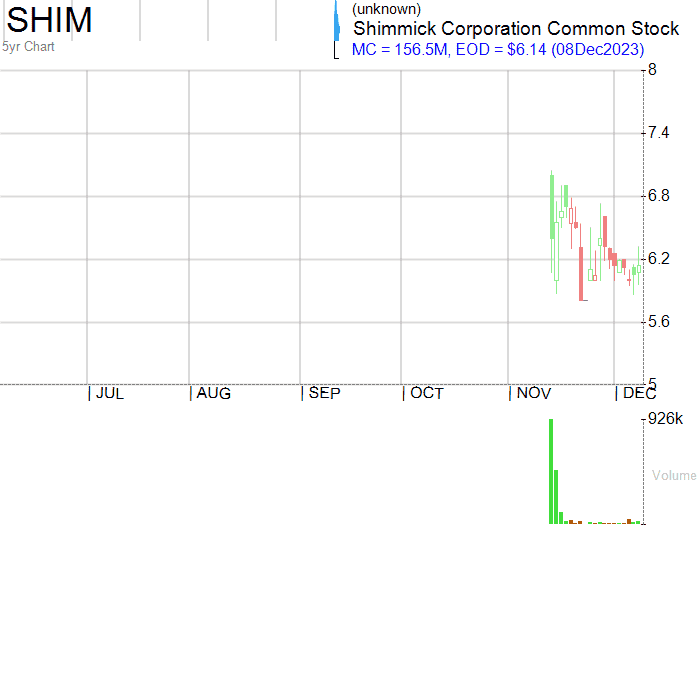 SHIM
5yr Chart
(unknown)
Shimmick Corporation Common Stock
MC = 156.5M, EOD = $6.14 (08Dec2023)
8
7.4
6.8
6.2
5.6
5
JUL AUG SEP OCT NOV DEC
926k
Volume